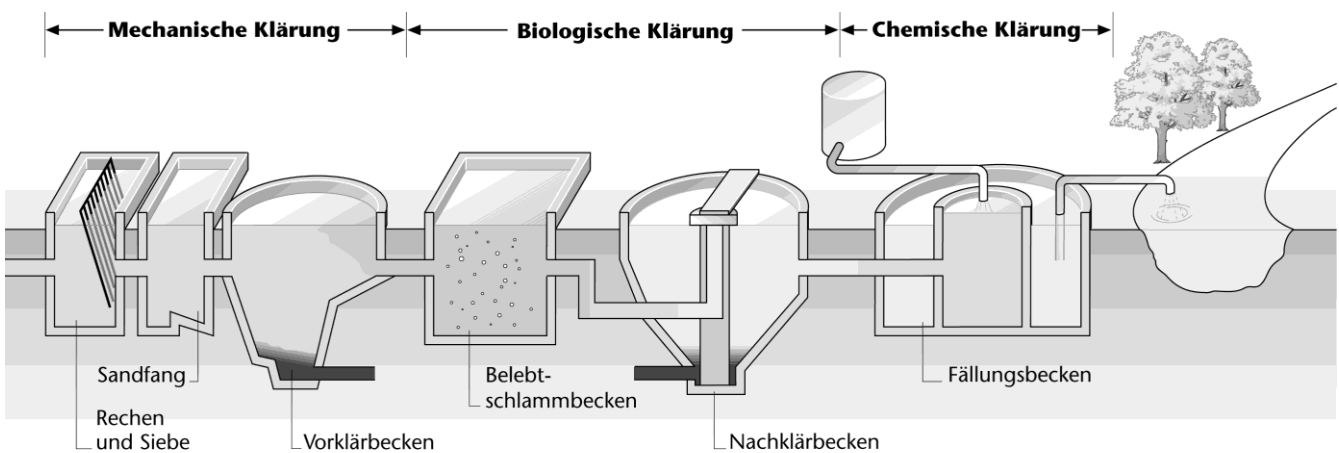 Mechanische Klärung
Biologische Klärung
Chemische Klärung
Sandfang
Rechen
und Siebe
Vorklärbecken
Belebt-
schlammbecken
Nachklärbecken
Fällungsbecken